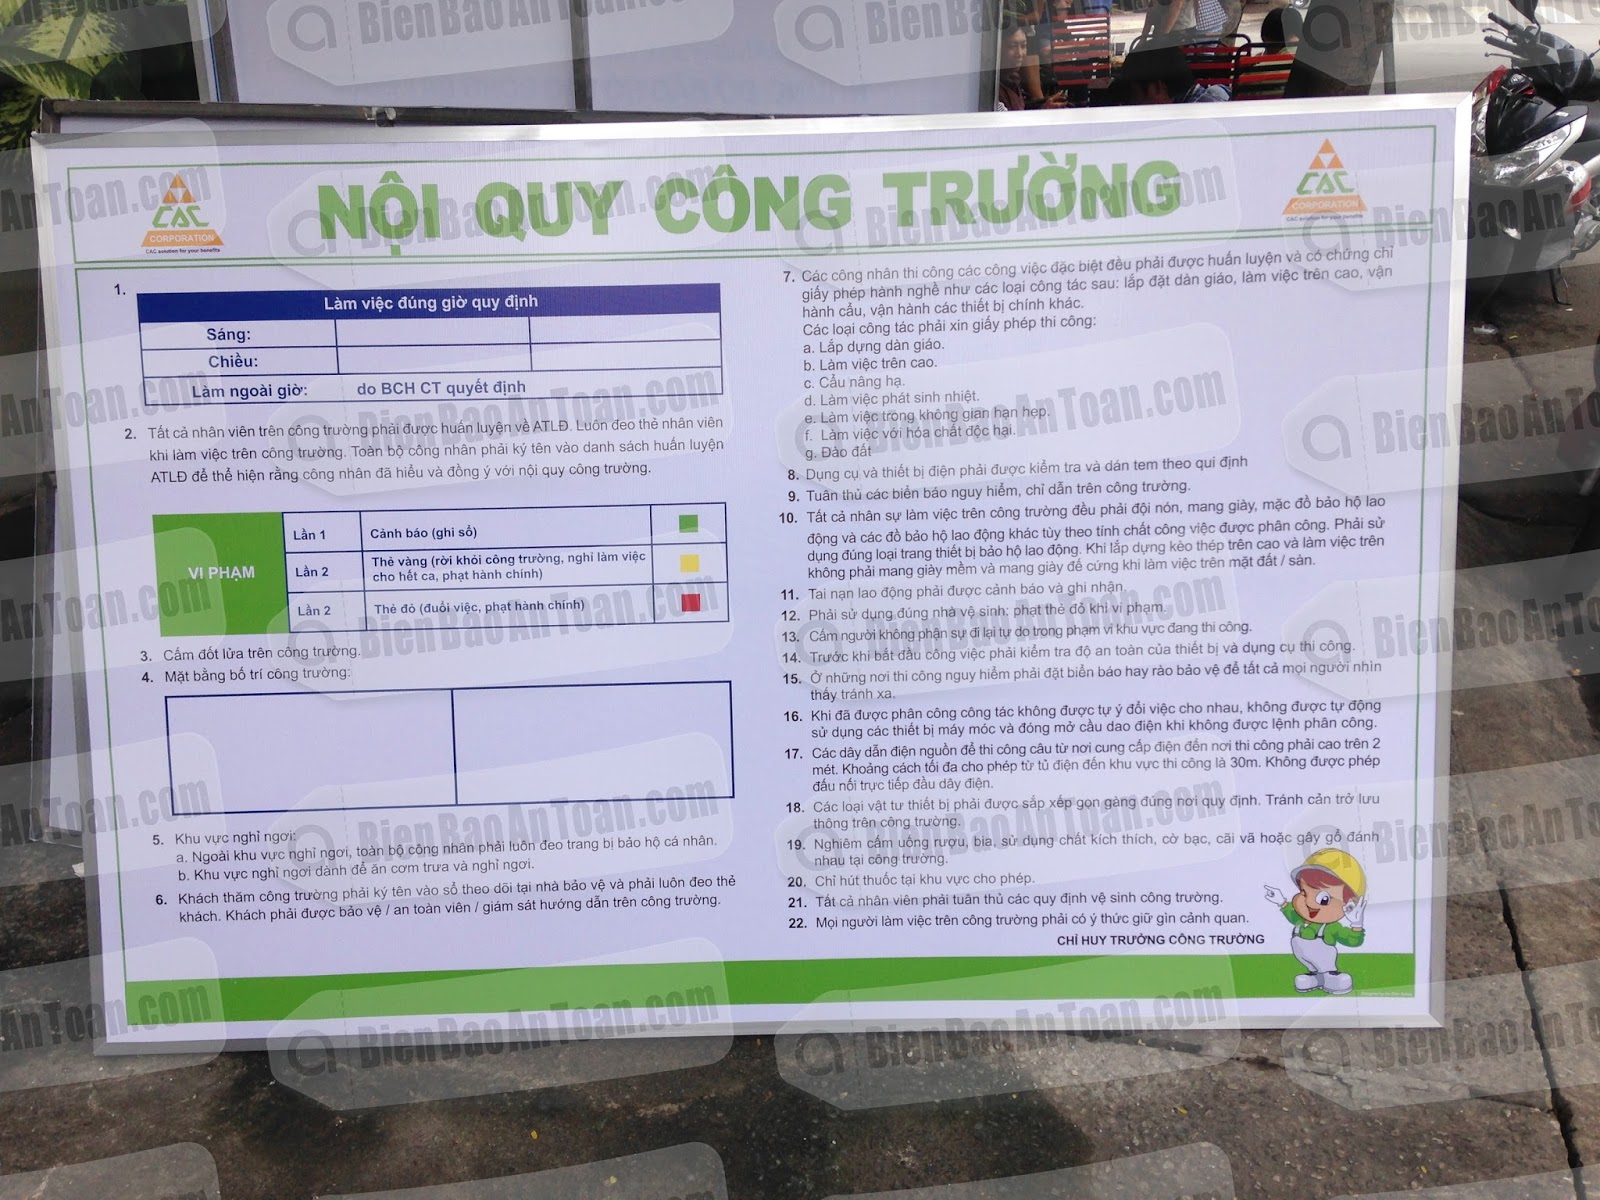 NỘI QUY CÔNG TRƯỜNG
CAC
CORPORATION
CAC solution for your benefits
CAC
CORPORATION
CAC solution for your benefits
1.
Làm việc đúng giờ quy định
Sáng:
Chiều:
Làm ngoài giờ: do BCH CT quyết định
2. Tất cả nhân viên trên công trường phải được huấn luyện về ATLĐ. Luôn đeo thẻ nhân viên
khi làm việc trên công trường. Toàn bộ công nhân phải ký tên vào danh sách huấn luyện
ATLĐ để thể hiện rằng công nhân đã hiểu và đồng ý với nội quy công trường.
VI PHẠM
Lần 1 Cảnh báo (ghi sổ)
Lần 2 Thẻ vàng (rời khỏi công trường, nghỉ làm việc
cho hết ca, phạt hành chính)
Lần 2 Thẻ đỏ (đuổi việc, phạt hành chính)
3. Cấm đốt lửa trên công trường.
4. Mặt bằng bố trí công trường:
5. Khu vực nghỉ ngơi:
a. Ngoài khu vực nghỉ ngơi, toàn bộ công nhân phải luôn đeo trang bị bảo hộ cá nhân.
b. Khu vực nghỉ ngơi dành để ăn cơm trưa và nghỉ ngơi.
6. Khách thăm công trường phải ký tên vào sổ theo dõi tại nhà bảo vệ và phải luôn đeo thẻ
khách. Khách phải được bảo vệ / an toàn viên / giám sát hướng dẫn trên công trường.
7. Các công nhân thi công các công việc đặc biệt đều phải được huấn luyện và có chứng chỉ
giấy phép hành nghề như các loại công tác sau: lắp đặt dàn giáo, làm việc trên cao, vận
hành cẩu, vận hành các thiết bị chính khác.
Các loại công tác phải xin giấy phép thi công:
a. Lắp dựng dàn giáo.
b. Làm việc trên cao.
c. Cẩu nâng hạ.
d. Làm việc phát sinh nhiệt.
e. Làm việc trong không gian hạn hẹp.
f. Làm việc với hóa chất độc hại.
g. Đào đất
8. Dụng cụ và thiết bị điện phải được kiểm tra và dán tem theo qui định
9. Tuân thủ các biển báo nguy hiểm, chỉ dẫn trên công trường.
10. Tất cả nhân sự làm việc trên công trường đều phải đội nón, mang giày, mặc đồ bảo hộ lao
động và các đồ bảo hộ lao động khác tùy theo tính chất công việc được phân công. Phải sử
dụng đúng loại trang thiết bị bảo hộ lao động. Khi lắp dựng kèo thép trên cao và làm việc trên
không phải mang giày mềm và mang giày đế cứng khi làm việc trên mặt đất / sàn.
11. Tai nạn lao động phải được cảnh báo và ghi nhận.
12. Phải sử dụng đúng nhà vệ sinh: phạt thẻ đỏ khi vi phạm.
13. Cấm người không phận sự đi lại tự do trong phạm vi khu vực đang thi công.
14. Trước khi bắt đầu công việc phải kiểm tra độ an toàn của thiết bị và dụng cụ thi công.
15. Ở những nơi thi công nguy hiểm phải đặt biển báo hay rào bảo vệ để tất cả mọi người nhìn
thấy tránh xa.
16. Khi đã được phân công công tác không được tự ý đổi việc cho nhau, không được tự động
sử dụng các thiết bị máy móc và đóng mở cầu dao điện khi không được lệnh phân công.
17. Các dây dẫn điện nguồn để thi công câu từ nơi cung cấp điện đến nơi thi công phải cao trên 2
mét. Khoảng cách tối đa cho phép từ tủ điện đến khu vực thi công là 30m. Không được phép
đấu nối trực tiếp đầu dây điện.
18. Các loại vật tư thiết bị phải được sắp xếp gọn gàng đúng nơi quy định. Tránh cản trở lưu
thông trên công trường.
19. Nghiêm cấm uống rượu, bia, sử dụng chất kích thích, cờ bạc, cãi vã hoặc gây gổ đánh
nhau tại công trường.
20. Chỉ hút thuốc tại khu vực cho phép.
21. Tất cả nhân viên phải tuân thủ các quy định vệ sinh công trường.
22. Mọi người làm việc trên công trường phải có ý thức giữ gìn cảnh quan.
CHỈ HUY TRƯỞNG CÔNG TRƯỜNG
BienBaoAnToan.com